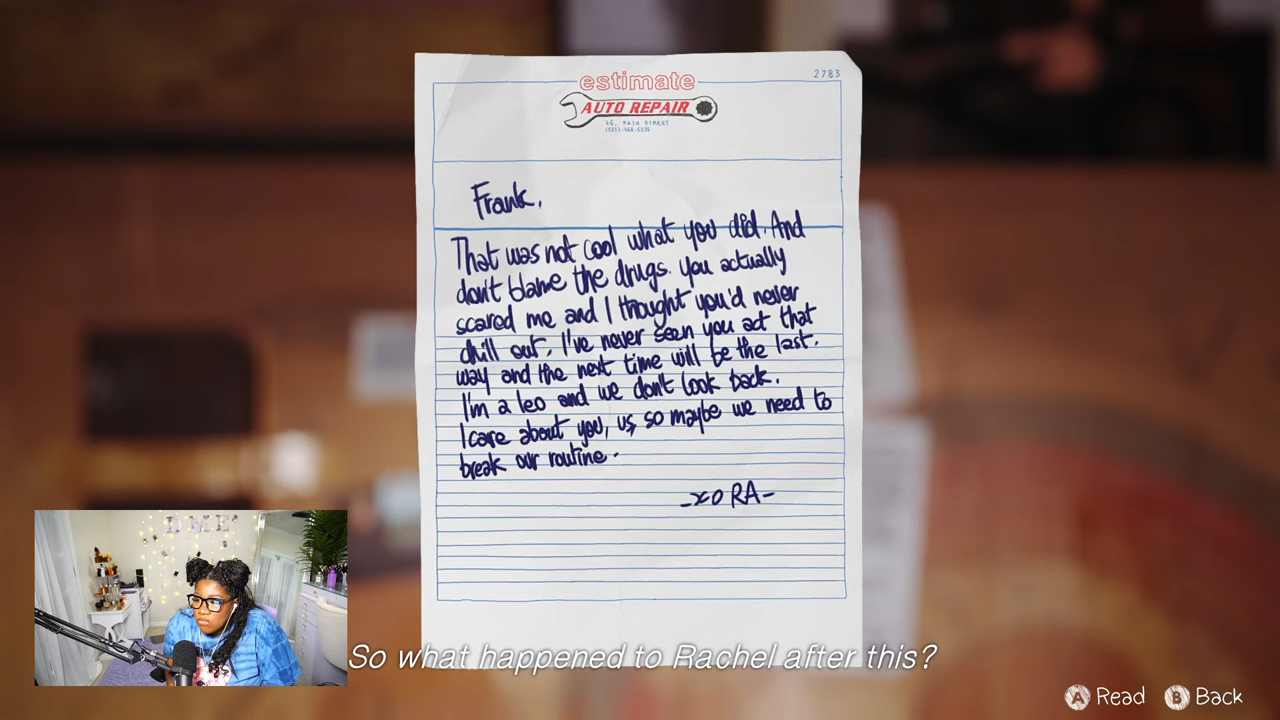 estimate
2783
AUTO REPAIR
Frank,
That was not cool what you did. And
don't blame the drugs. You actually
scared me and I thought you'd never
chill out. I've never seen you act that
way and the next time will be the last.
I'm a leo and we don't look back.
I care about you, us, so maybe we need to
break our routine.
-xo RA-
So what happened to Rachel after this?
A Read B Back